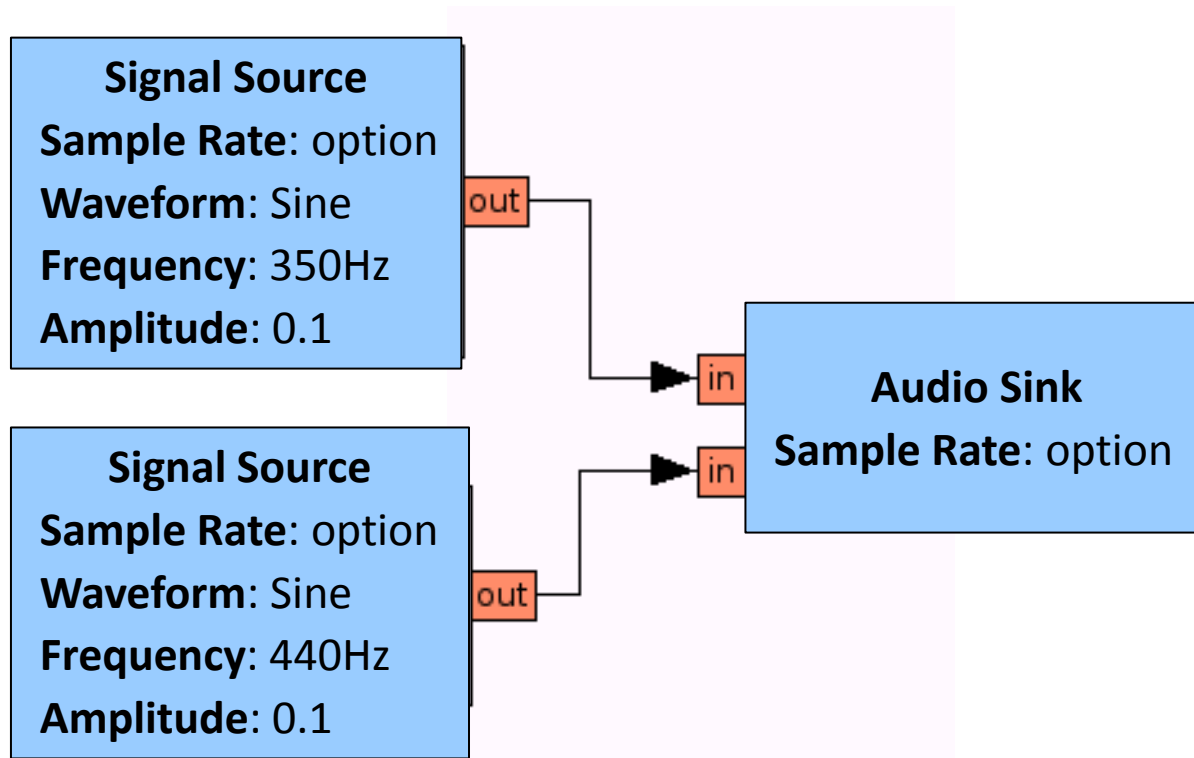 Signal Source
Sample Rate: option
Waveform: Sine
Frequency: 350Hz
Amplitude: 0.1
out
in
Audio Sink
Sample Rate: option
in
Signal Source
Sample Rate: option
Waveform: Sine
Frequency: 440Hz
Amplitude: 0.1
out